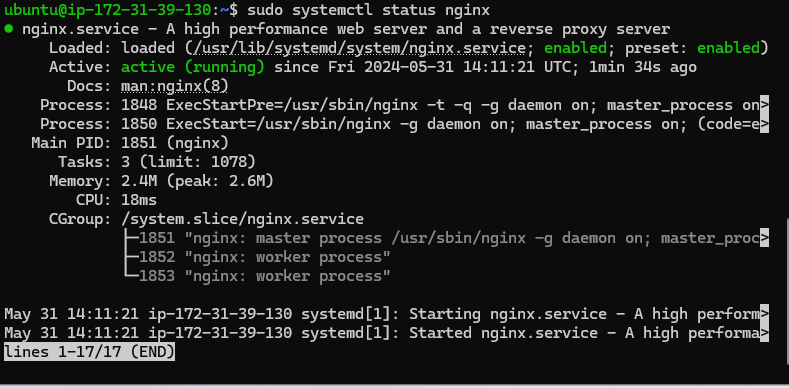 ubuntu@ip-172-31-39-130:~$ sudo systemctl status nginx
● nginx.service - A high performance web server and a reverse proxy server
     Loaded: loaded (/usr/lib/systemd/system/nginx.service; enabled; preset: enabled)
     Active: active (running) since Fri 2024-05-31 14:11:21 UTC; 1min 34s ago
       Docs: man:nginx(8)
    Process: 1848 ExecStartPre=/usr/sbin/nginx -t -q -g daemon on; master_process on>
    Process: 1850 ExecStart=/usr/sbin/nginx -g daemon on; master_process on; (code=e>
   Main PID: 1851 (nginx)
      Tasks: 3 (limit: 1078)
     Memory: 2.4M (peak: 2.6M)
        CPU: 18ms
     CGroup: /system.slice/nginx.service
             ├─1851 "nginx: master process /usr/sbin/nginx -g daemon on; master_proc>
             ├─1852 "nginx: worker process"
             └─1853 "nginx: worker process"

May 31 14:11:21 ip-172-31-39-130 systemd[1]: Starting nginx.service - A high perform>
May 31 14:11:21 ip-172-31-39-130 systemd[1]: Started nginx.service - A high performa>
lines 1-17/17 (END)